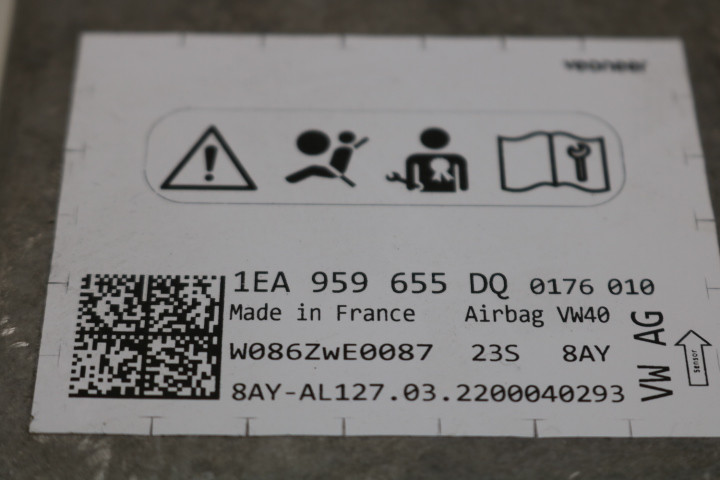 veoneer
1EA 959 655 DQ 0176 010
Made in France Airbag VW40
W086ZwE0087 23S 8AY
8AY-AL127.03.2200040293
VW AG
Sensor